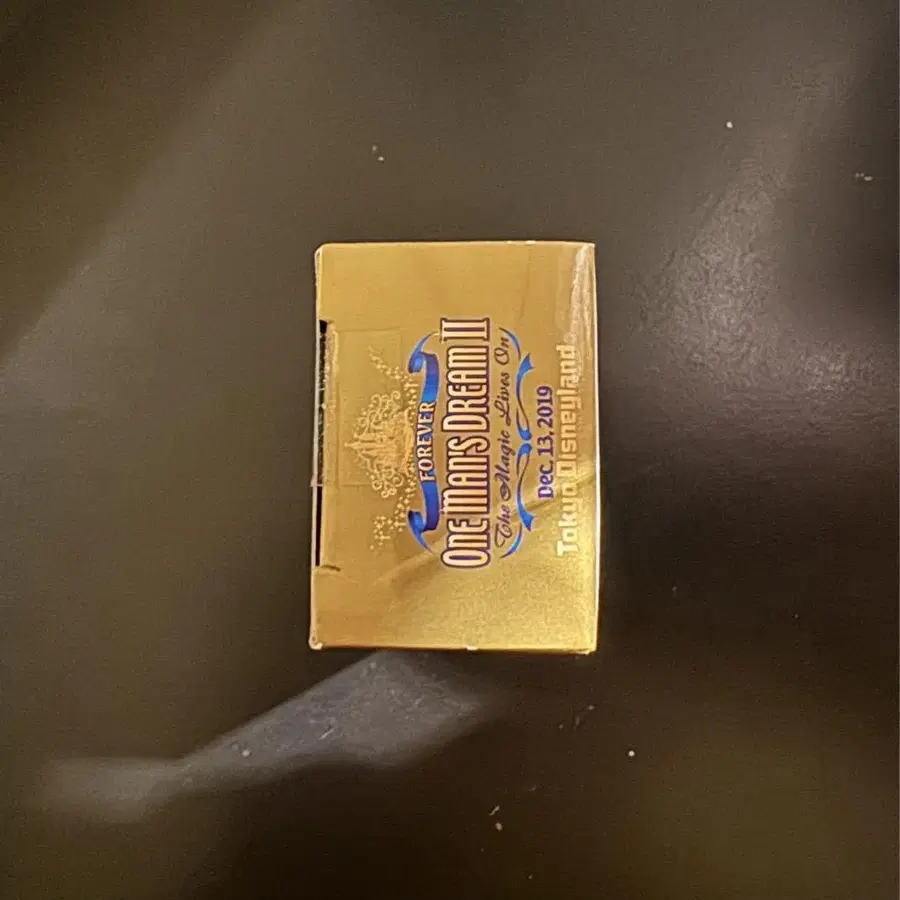 FOREVER
ONE MAN'S DREAM II
The Magic Lives On
DEC. 13, 2019
Tokyo Disneyland